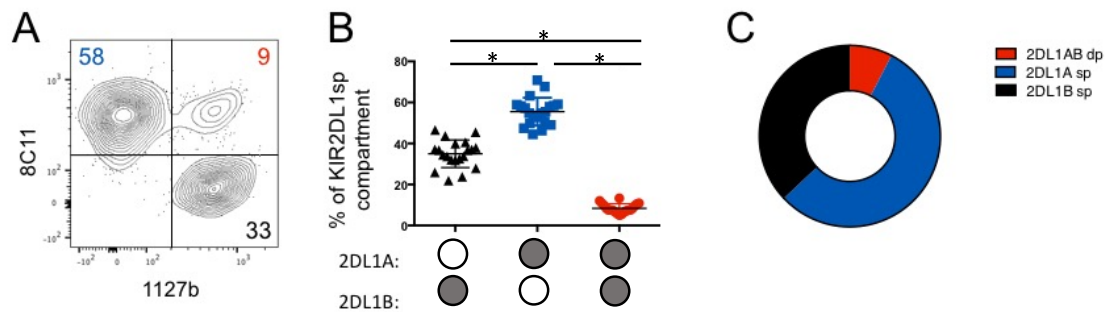 A
58
9
33
10³
10²
0
-10²
-10² 0 10² 10³
8C11
1127b
B
*
* *
80
60
40
20
0
% of KIR2DL1sp
compartment
2DL1A:
2DL1B:
C
2DL1AB dp
2DL1A sp
2DL1B sp